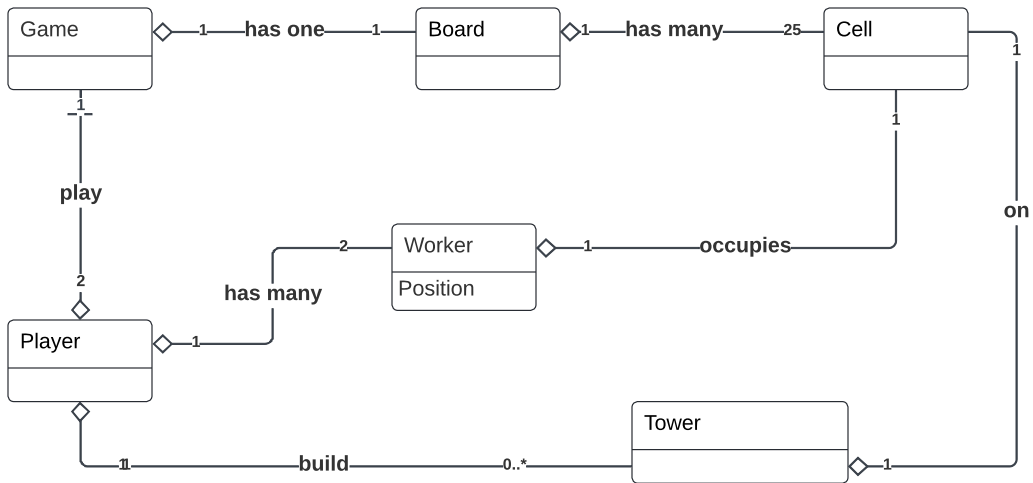 Game
1
has one
1
Board
1
has many
25
Cell
1
1
play
2
1
on
Worker
Position
2
has many
1
1
occupies
Player
11
build
0..*
Tower
1